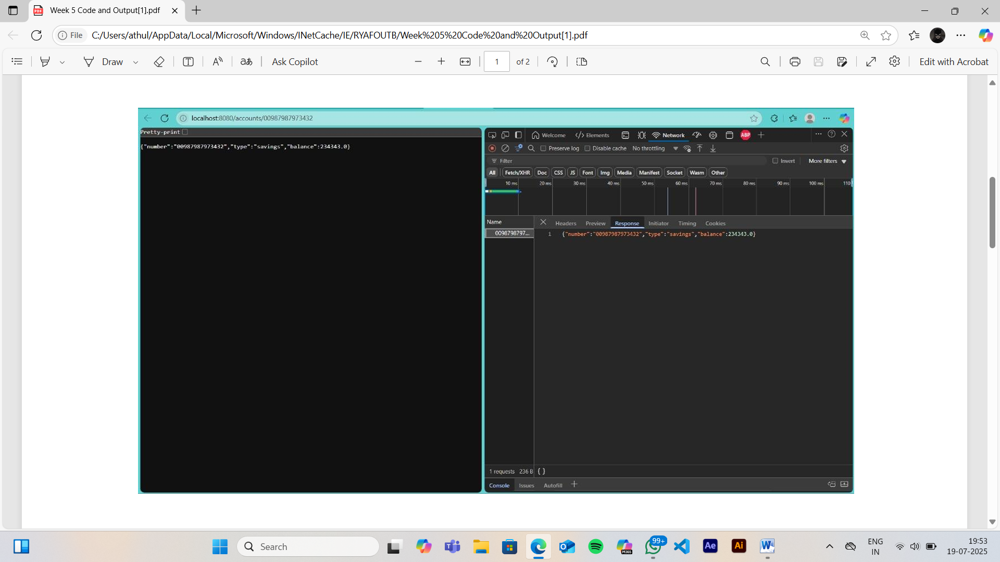 Week 5 Code and Output[1].pdf
File
C:/Users/athul/AppData/Local/Microsoft/Windows/INetCache/IE/RYAFOUTB/Week%205%20Code%20and%20Output[1].pdf
Draw
Ask Copilot
1 of 2
Edit with Acrobat
localhost:8080/accounts/00987987973432
Pretty-print
{"number":"00987987973432","type":"savings","balance":234343.0}
Welcome Elements Network ABP
Preserve log Disable cache No throttling
Filter Invert More filters
All Fetch/XHR Doc CSS JS Font Img Media Manifest Socket Wasm Other
10 ms 20 ms 30 ms 40 ms 50 ms 60 ms 70 ms 80 ms 90 ms 100 ms 110
Name Headers Preview Response Initiator Timing Cookies
0098798797...
1 {"number":"00987987973432","type":"savings","balance":234343.0}
1 requests 236 B { }
Console Issues Autofill
Search
M365
99+
Ae
Ai
ENG
IN
19:53
19-07-2025